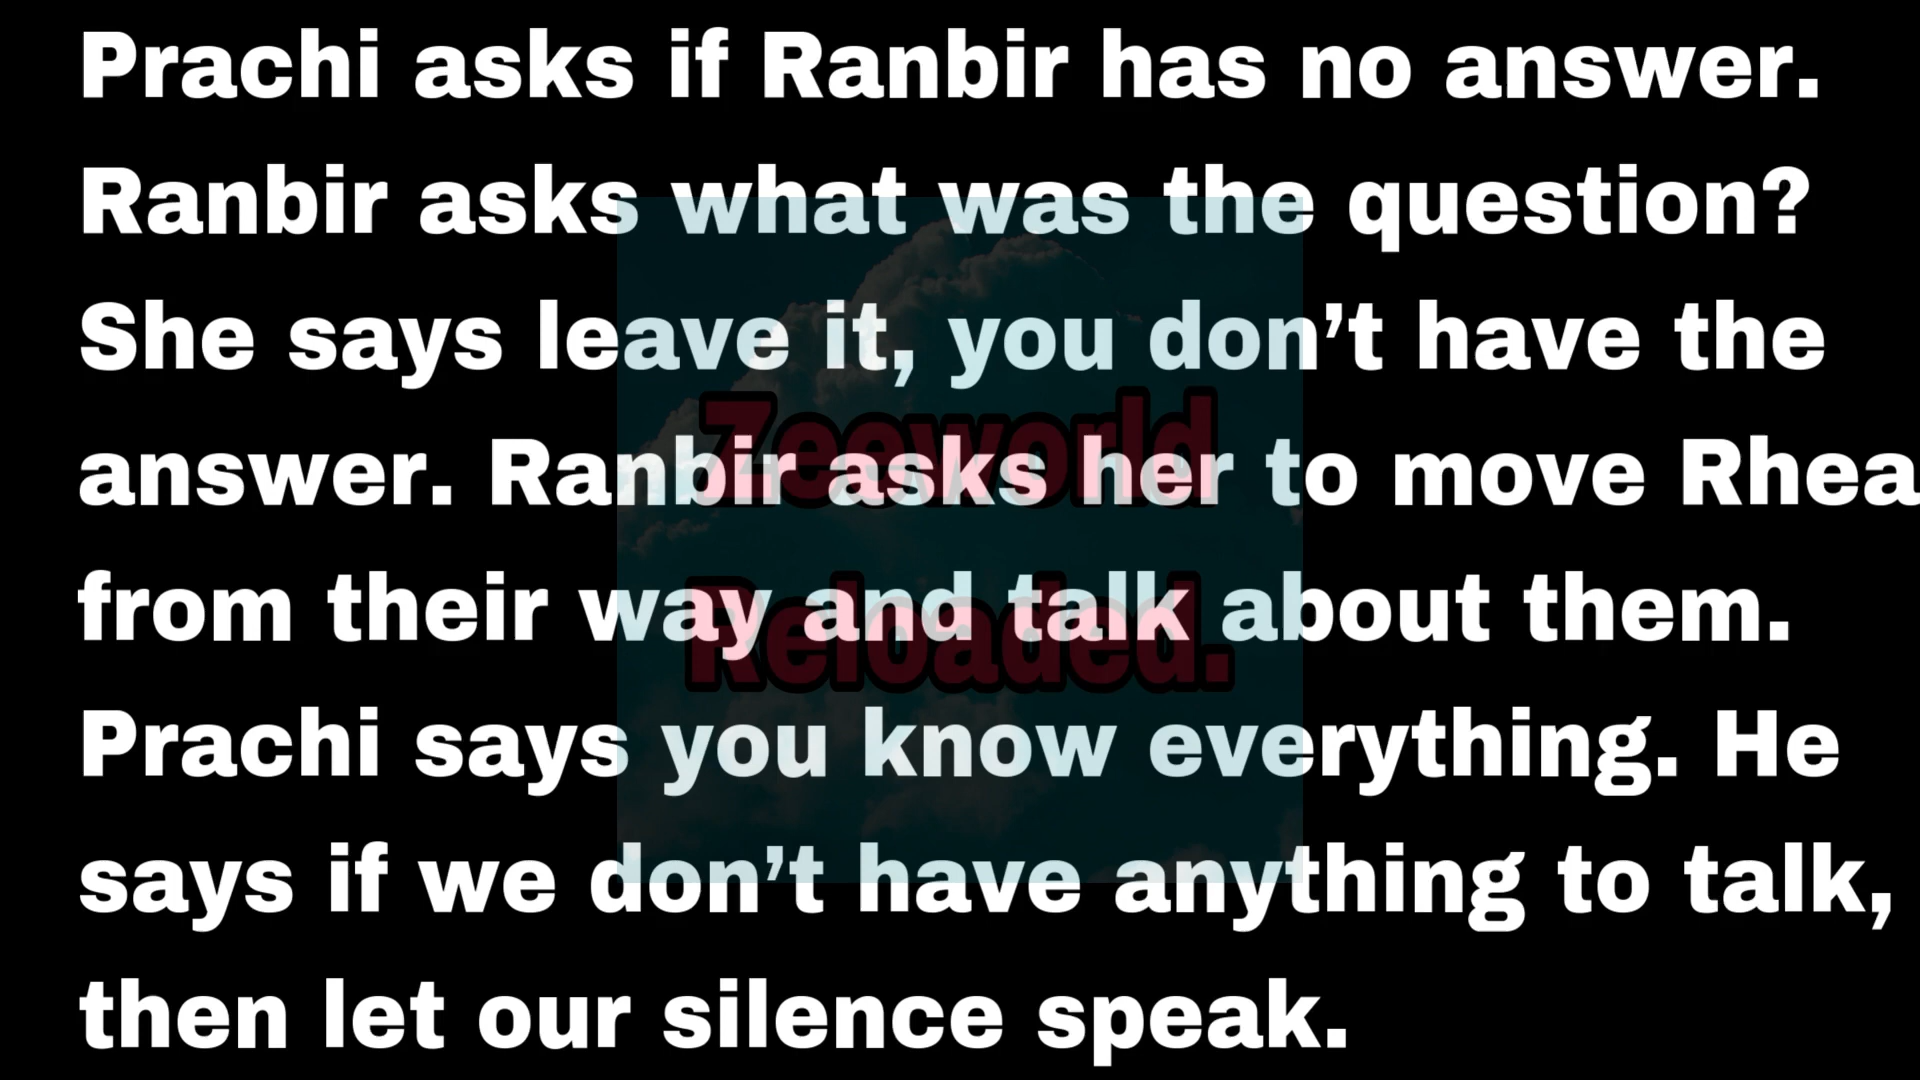 Prachi asks if Ranbir has no answer.
Ranbir asks what was the question?
She says leave it, you don’t have the
answer. Ranbir asks her to move Rhea
from their way and talk about them.
Prachi says you know everything. He
says if we don’t have anything to talk,
then let our silence speak.
Zeeworld
Reloaded.